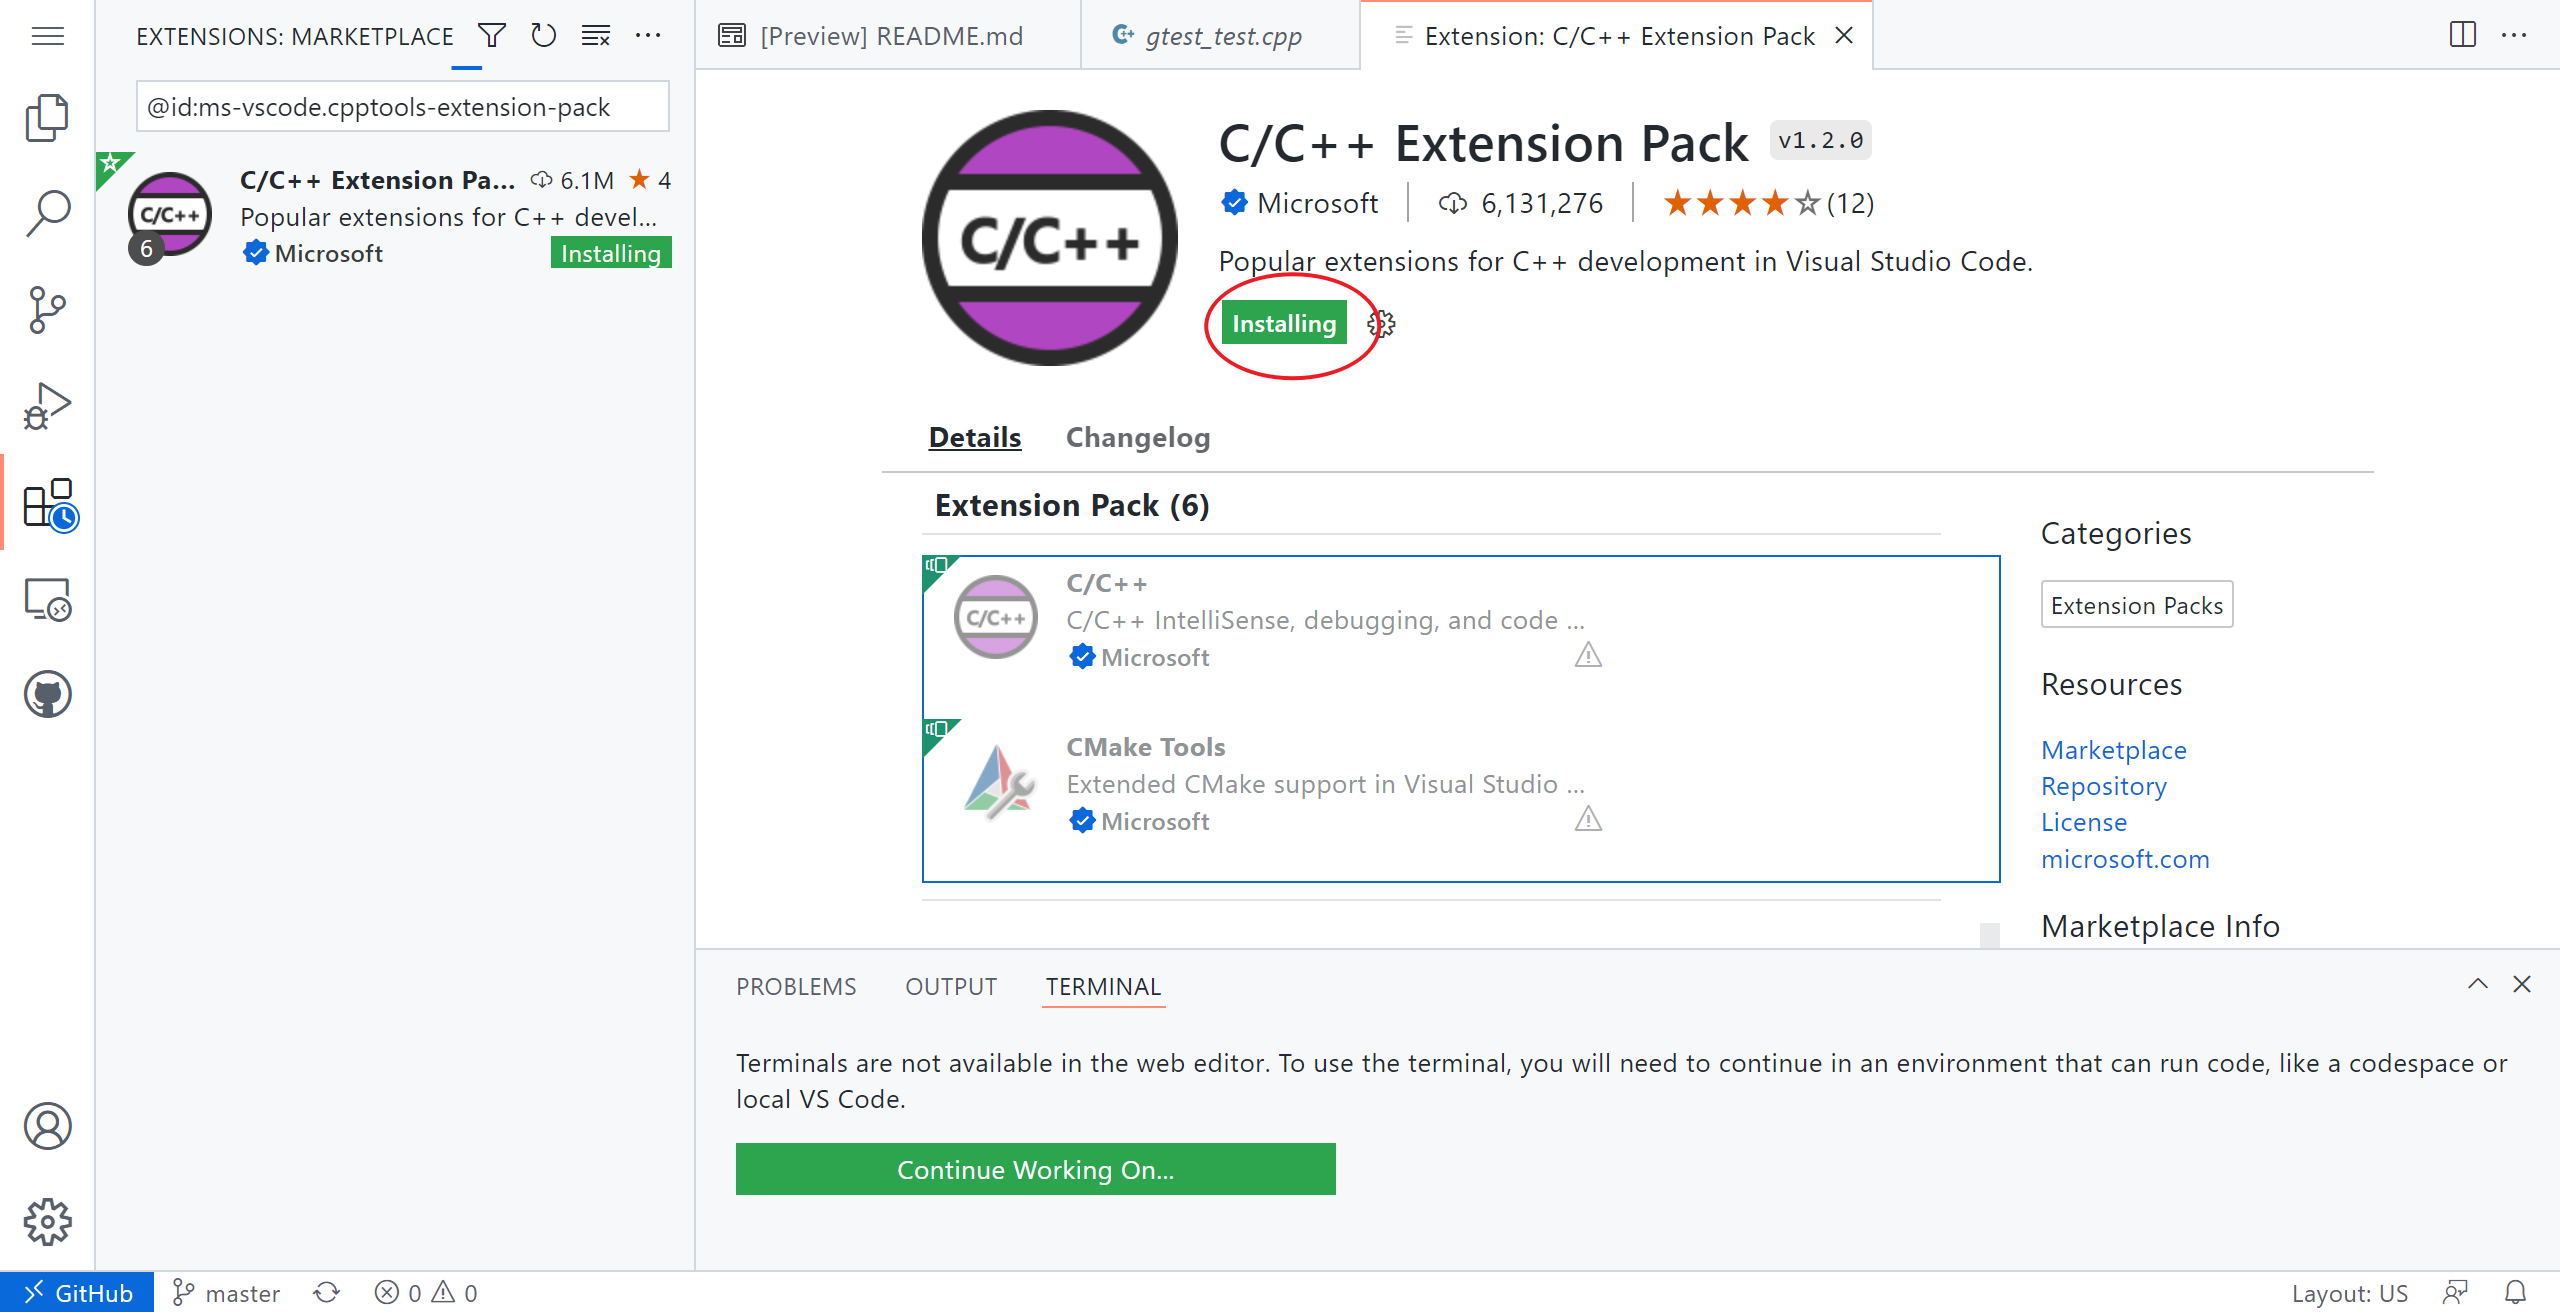 EXTENSIONS: MARKETPLACE
@id:ms-vscode.cpptools-extension-pack
C/C++ Extension Pa... 6.1M 4
Popular extensions for C++ devel...
C/C++
6
Microsoft
Installing
[Preview] README.md
gtest_test.cpp
Extension: C/C++ Extension Pack
C/C++
C/C++ Extension Pack v1.2.0
Microsoft
6,131,276
(12)
Popular extensions for C++ development in Visual Studio Code.
Installing
Details
Changelog
Extension Pack (6)
C/C++
C/C++
C/C++ IntelliSense, debugging, and code ...
Microsoft
CMake Tools
Extended CMake support in Visual Studio ...
Microsoft
Categories
Extension Packs
Resources
Marketplace
Repository
License
microsoft.com
Marketplace Info
PROBLEMS
OUTPUT
TERMINAL
Terminals are not available in the web editor. To use the terminal, you will need to continue in an environment that can run code, like a codespace or
local VS Code.
Continue Working On...
GitHub
master
0
0
Layout: US